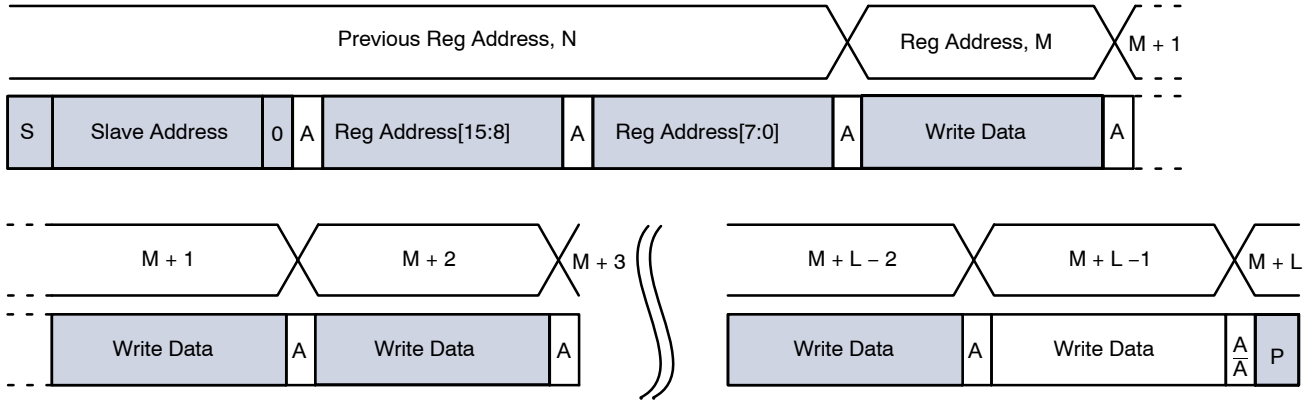 Previous Reg Address, N Reg Address, M M + 1
S Slave Address 0 A Reg Address[15:8] A Reg Address[7:0] A Write Data A
M + 1 M + 2 M + 3 M + L − 2 M + L −1 M + L
Write Data A Write Data A Write Data A Write Data A/A̅ P